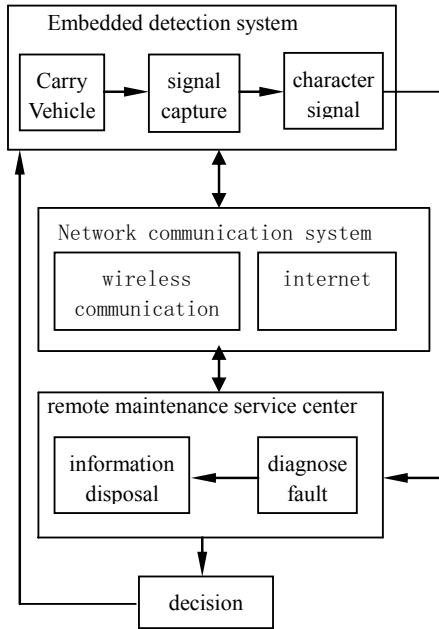 Embedded detection system
Carry
Vehicle
signal
capture
character
signal
Network communication system
wireless
communication
internet
remote maintenance service center
information
disposal
diagnose
fault
decision